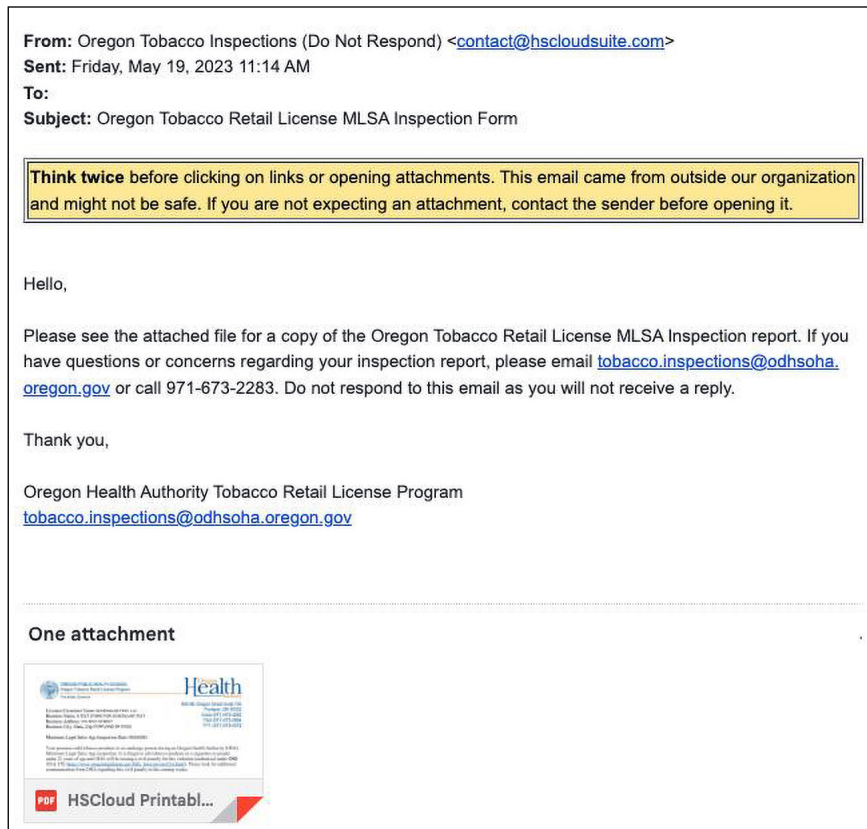 From: Oregon Tobacco Inspections (Do Not Respond) <contact@hscloudsuite.com>
Sent: Friday, May 19, 2023 11:14 AM
To:
Subject: Oregon Tobacco Retail License MLSA Inspection Form
Think twice before clicking on links or opening attachments. This email came from outside our organization
and might not be safe. If you are not expecting an attachment, contact the sender before opening it.
Hello,
Please see the attached file for a copy of the Oregon Tobacco Retail License MLSA Inspection report. If you
have questions or concerns regarding your inspection report, please email tobacco.inspections@odhsoha.
oregon.gov or call 971-673-2283. Do not respond to this email as you will not receive a reply.
Thank you,
Oregon Health Authority Tobacco Retail License Program
tobacco.inspections@odhsoha.oregon.gov
One attachment
Health
PDF HSCloud Printabl...